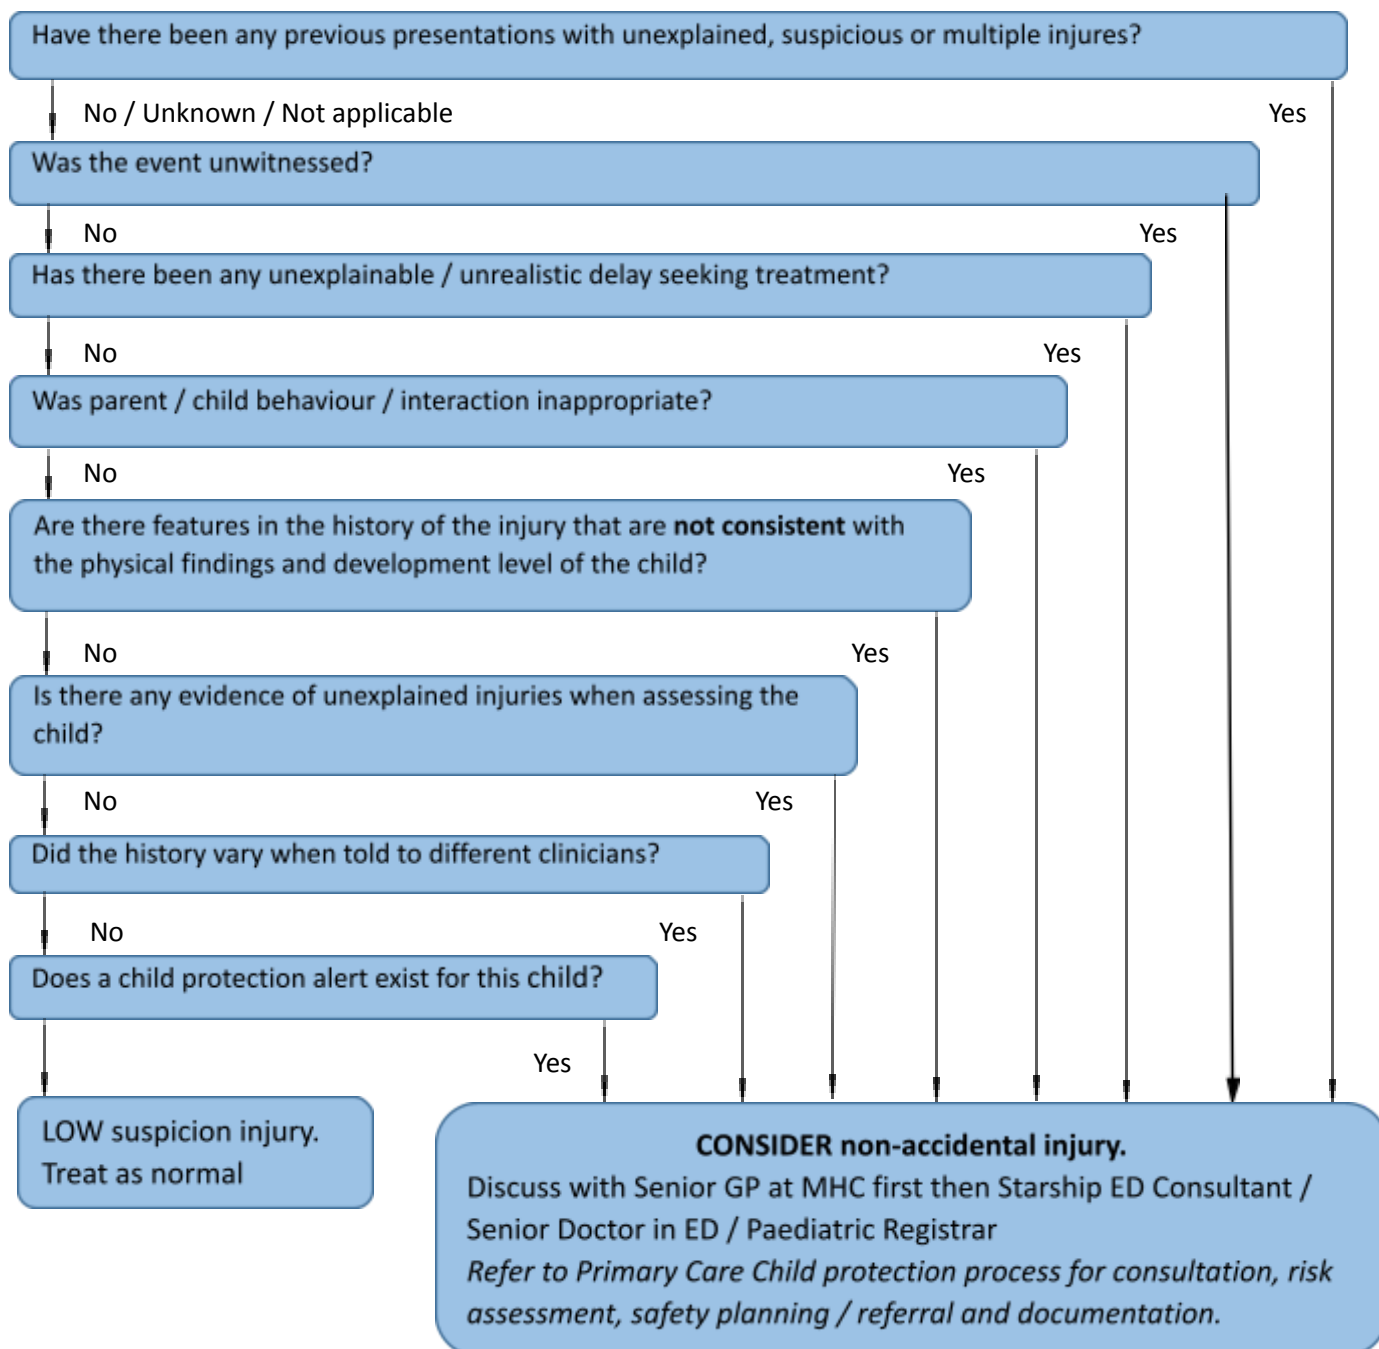 Have there been any previous presentations with unexplained, suspicious or multiple injures?
No / Unknown / Not applicable
Yes
Was the event unwitnessed?
No
Yes
Has there been any unexplainable / unrealistic delay seeking treatment?
No
Yes
Was parent / child behaviour / interaction inappropriate?
No
Yes
Are there features in the history of the injury that are not consistent with
the physical findings and development level of the child?
No
Yes
Is there any evidence of unexplained injuries when assessing the
child?
No
Yes
Did the history vary when told to different clinicians?
No
Yes
Does a child protection alert exist for this child?
Yes
LOW suspicion injury.
Treat as normal
CONSIDER non-accidental injury.
Discuss with Senior GP at MHC first then Starship ED Consultant /
Senior Doctor in ED / Paediatric Registrar
Refer to Primary Care Child protection process for consultation, risk
assessment, safety planning / referral and documentation.